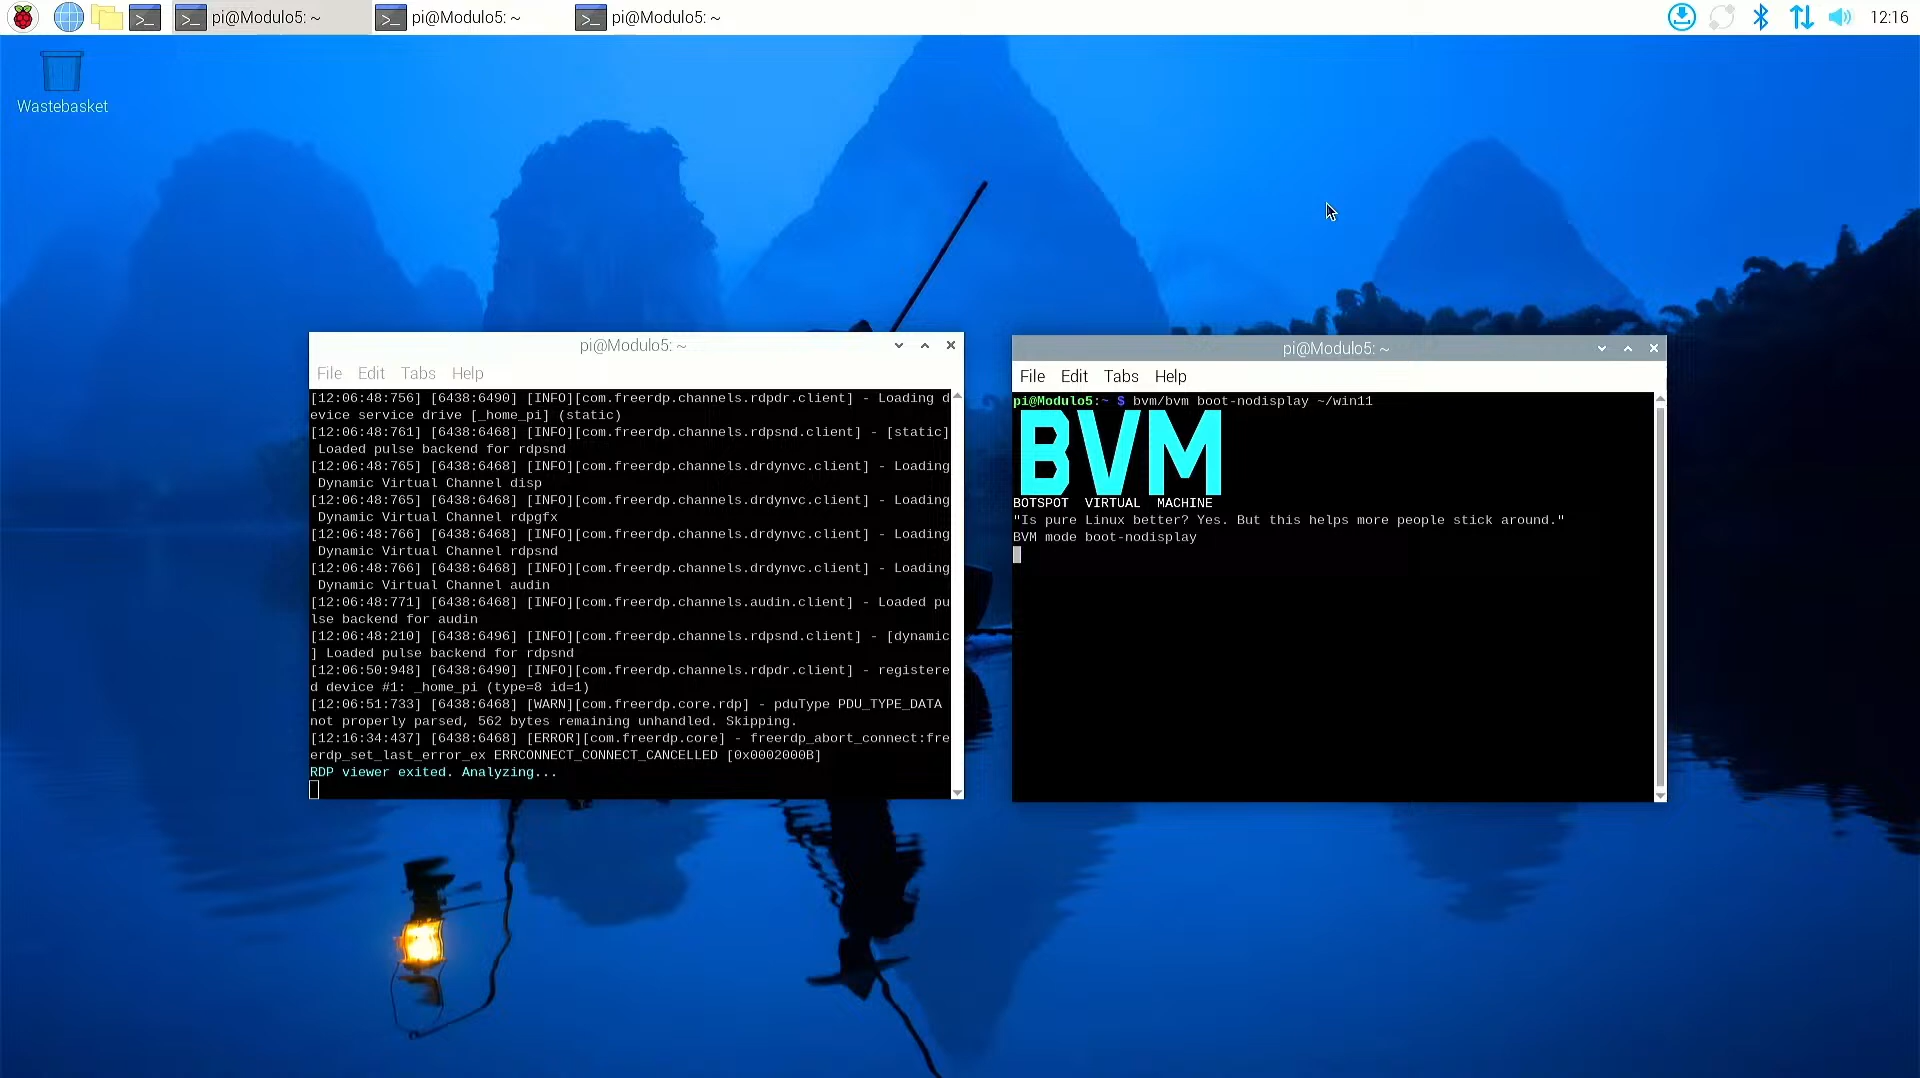 pi@Modulo5: ~
pi@Modulo5: ~
pi@Modulo5: ~
12:16
Wastebasket
pi@Modulo5: ~
File Edit Tabs Help
[12:06:48:756] [6438:6490] [INFO][com.freerdp.channels.rdpdr.client] - Loading d
evice service drive [_home_pi] (static)
[12:06:48:761] [6438:6468] [INFO][com.freerdp.channels.rdpsnd.client] - [static]
Loaded pulse backend for rdpsnd
[12:06:48:765] [6438:6468] [INFO][com.freerdp.channels.drdynvc.client] - Loading
Dynamic Virtual Channel disp
[12:06:48:765] [6438:6468] [INFO][com.freerdp.channels.drdynvc.client] - Loading
Dynamic Virtual Channel rdpgfx
[12:06:48:766] [6438:6468] [INFO][com.freerdp.channels.drdynvc.client] - Loading
Dynamic Virtual Channel rdpsnd
[12:06:48:766] [6438:6468] [INFO][com.freerdp.channels.drdynvc.client] - Loading
Dynamic Virtual Channel audin
[12:06:48:771] [6438:6468] [INFO][com.freerdp.channels.audin.client] - Loaded pu
lse backend for audin
[12:06:48:210] [6438:6496] [INFO][com.freerdp.channels.rdpsnd.client] - [dynamic
] Loaded pulse backend for rdpsnd
[12:06:50:948] [6438:6490] [INFO][com.freerdp.channels.rdpdr.client] - registere
d device #1: _home_pi (type=8 id=1)
[12:06:51:733] [6438:6468] [WARN][com.freerdp.core.rdp] - pduType PDU_TYPE_DATA
not properly parsed, 562 bytes remaining unhandled. Skipping.
[12:16:34:437] [6438:6468] [ERROR][com.freerdp.core] - freerdp_abort_connect:fre
erdp_set_last_error_ex ERRCONNECT_CONNECT_CANCELLED [0x0002000B]
RDP viewer exited. Analyzing...
pi@Modulo5: ~
File Edit Tabs Help
pi@Modulo5:~ $ bvm/bvm boot-nodisplay ~/win11
BVM
BOTSPOT VIRTUAL MACHINE
"Is pure Linux better? Yes. But this helps more people stick around."
BVM mode boot-nodisplay